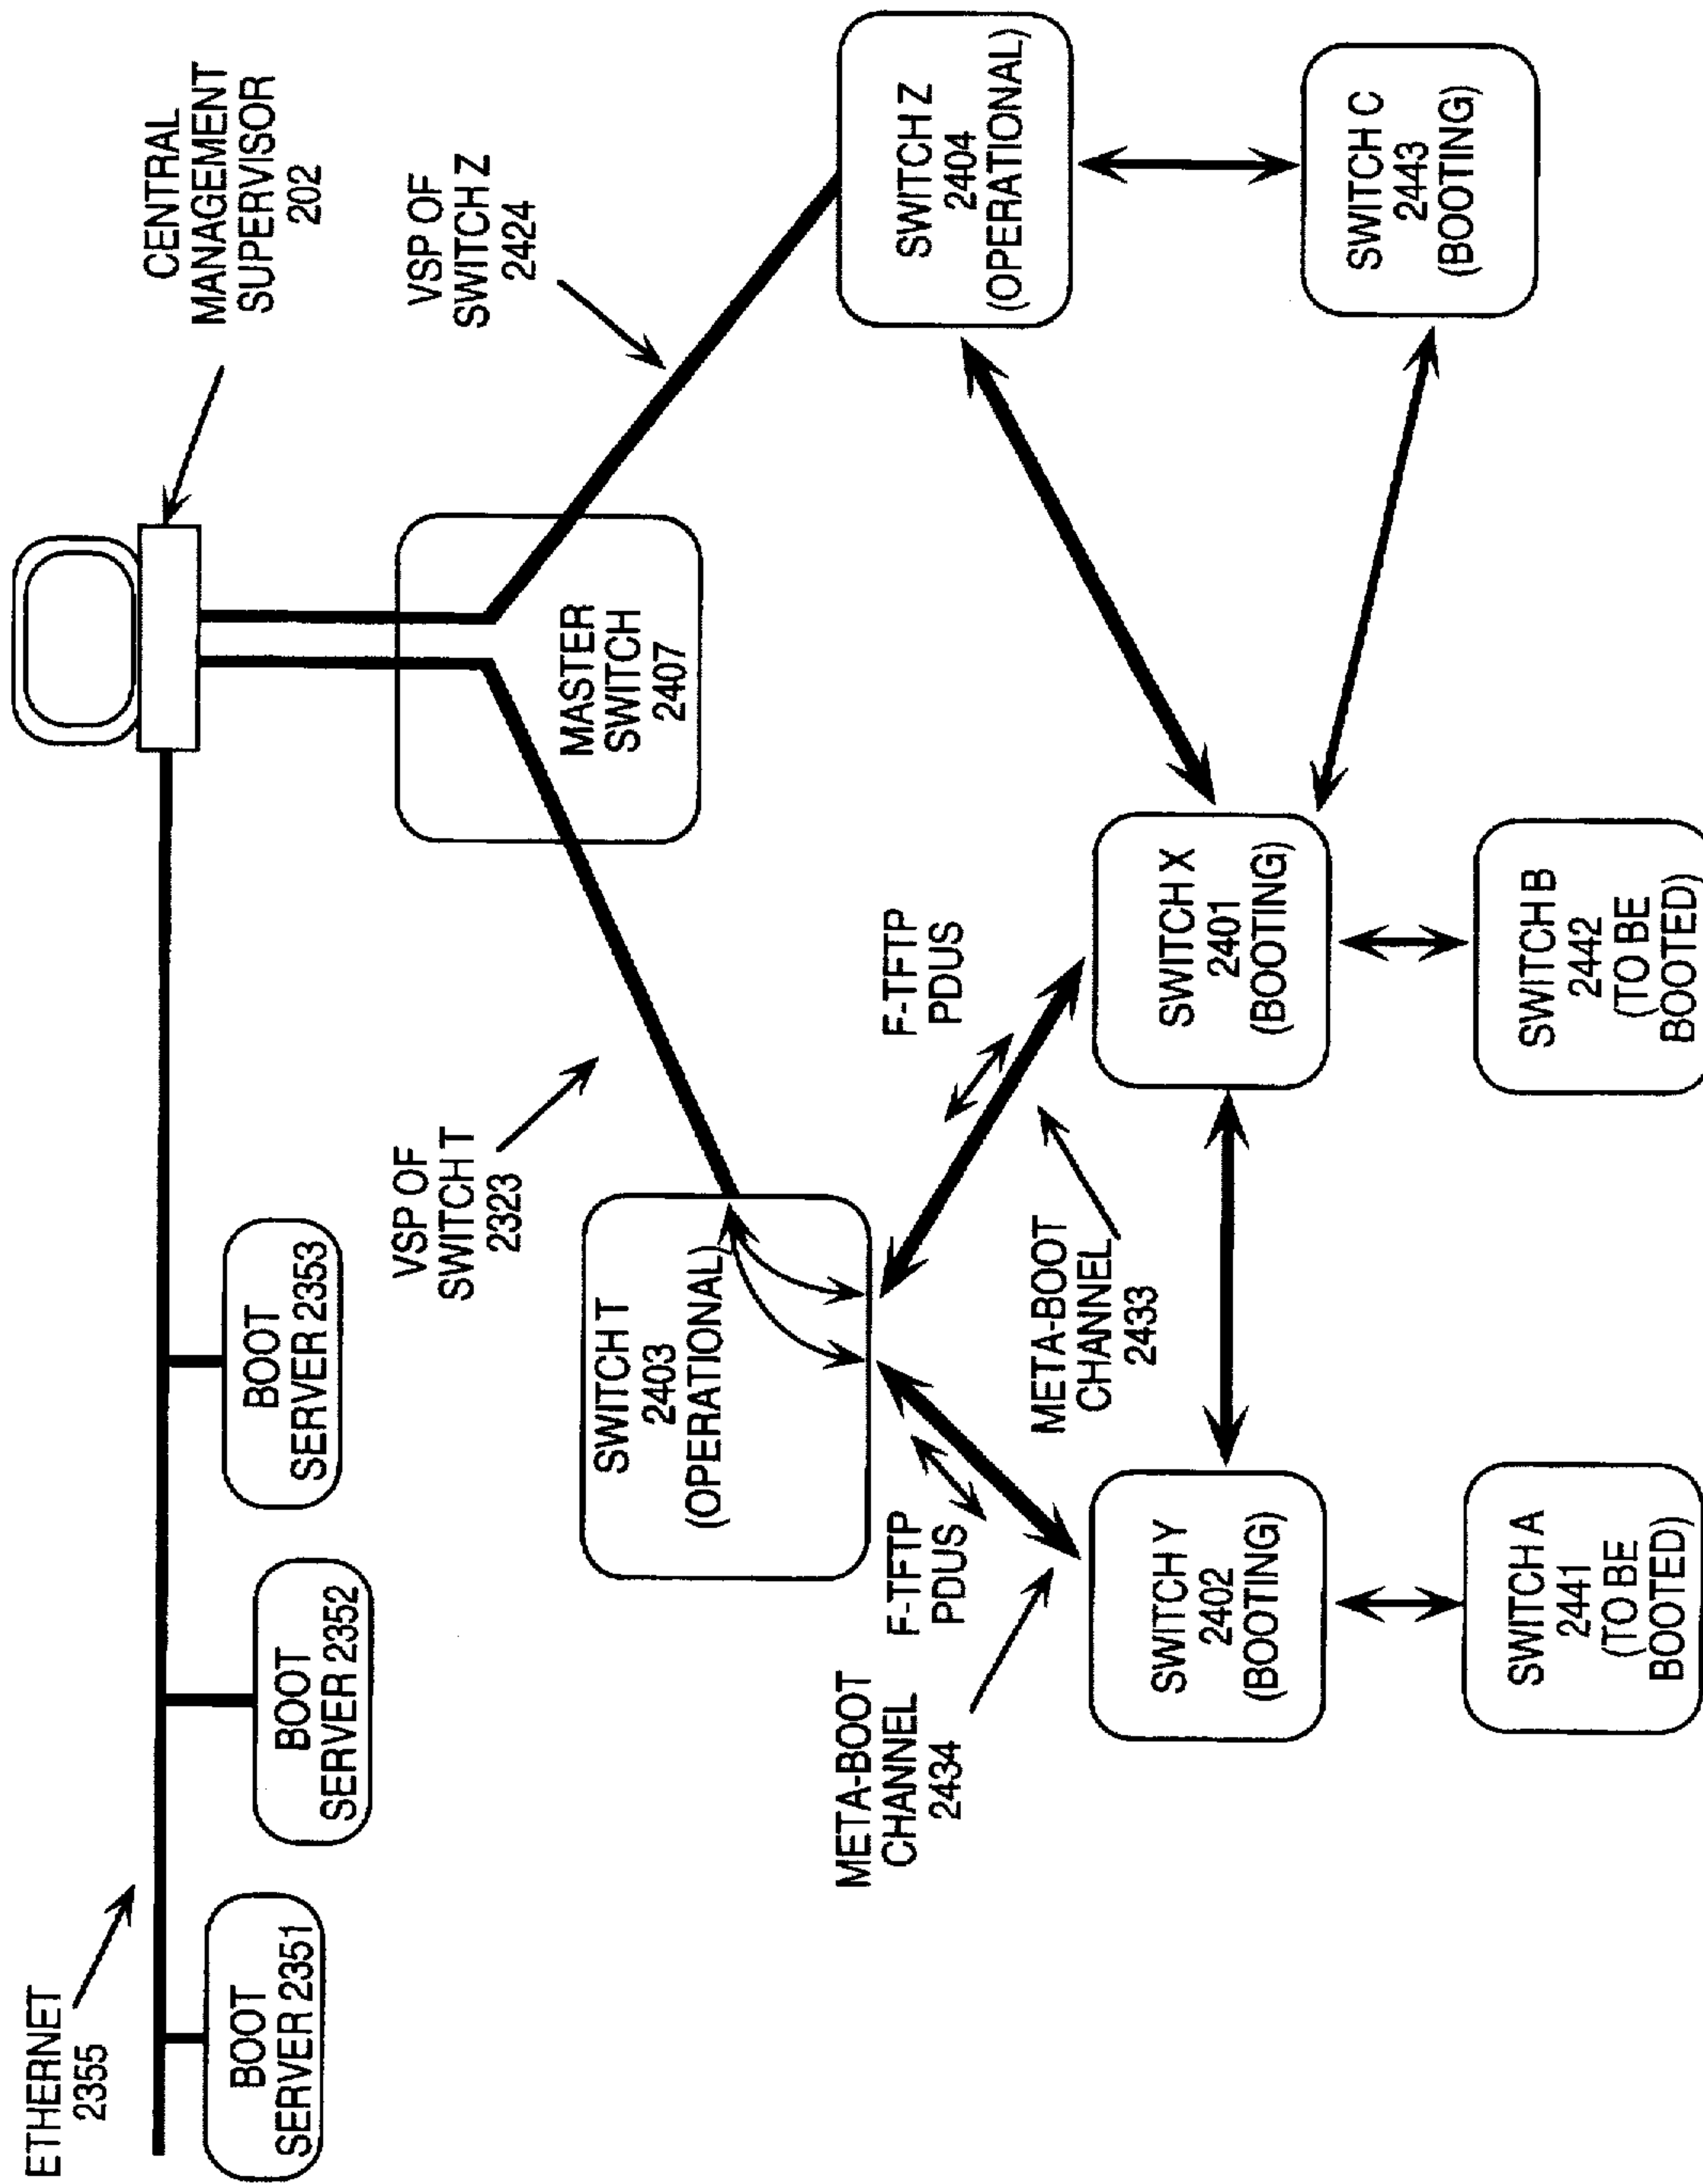 ETHERNET
2355
BOOT
SERVER 2351
BOOT
SERVER 2352
BOOT
SERVER 2353
CENTRAL
MANAGEMENT
SUPERVISOR
202
VSP OF
SWITCH T
2323
MASTER
SWITCH
2407
VSP OF
SWITCH Z
2424
SWITCH T
2403
(OPERATIONAL)
SWITCH Z
2404
(OPERATIONAL)
META-BOOT
CHANNEL
2434
F-TFTP
PDUS
META-BOOT
CHANNEL
2433
F-TFTP
PDUS
SWITCH Y
2402
(BOOTING)
SWITCH X
2401
(BOOTING)
SWITCH C
2443
(BOOTING)
SWITCH A
2441
(TO BE
BOOTED)
SWITCH B
2442
(TO BE
BOOTED)